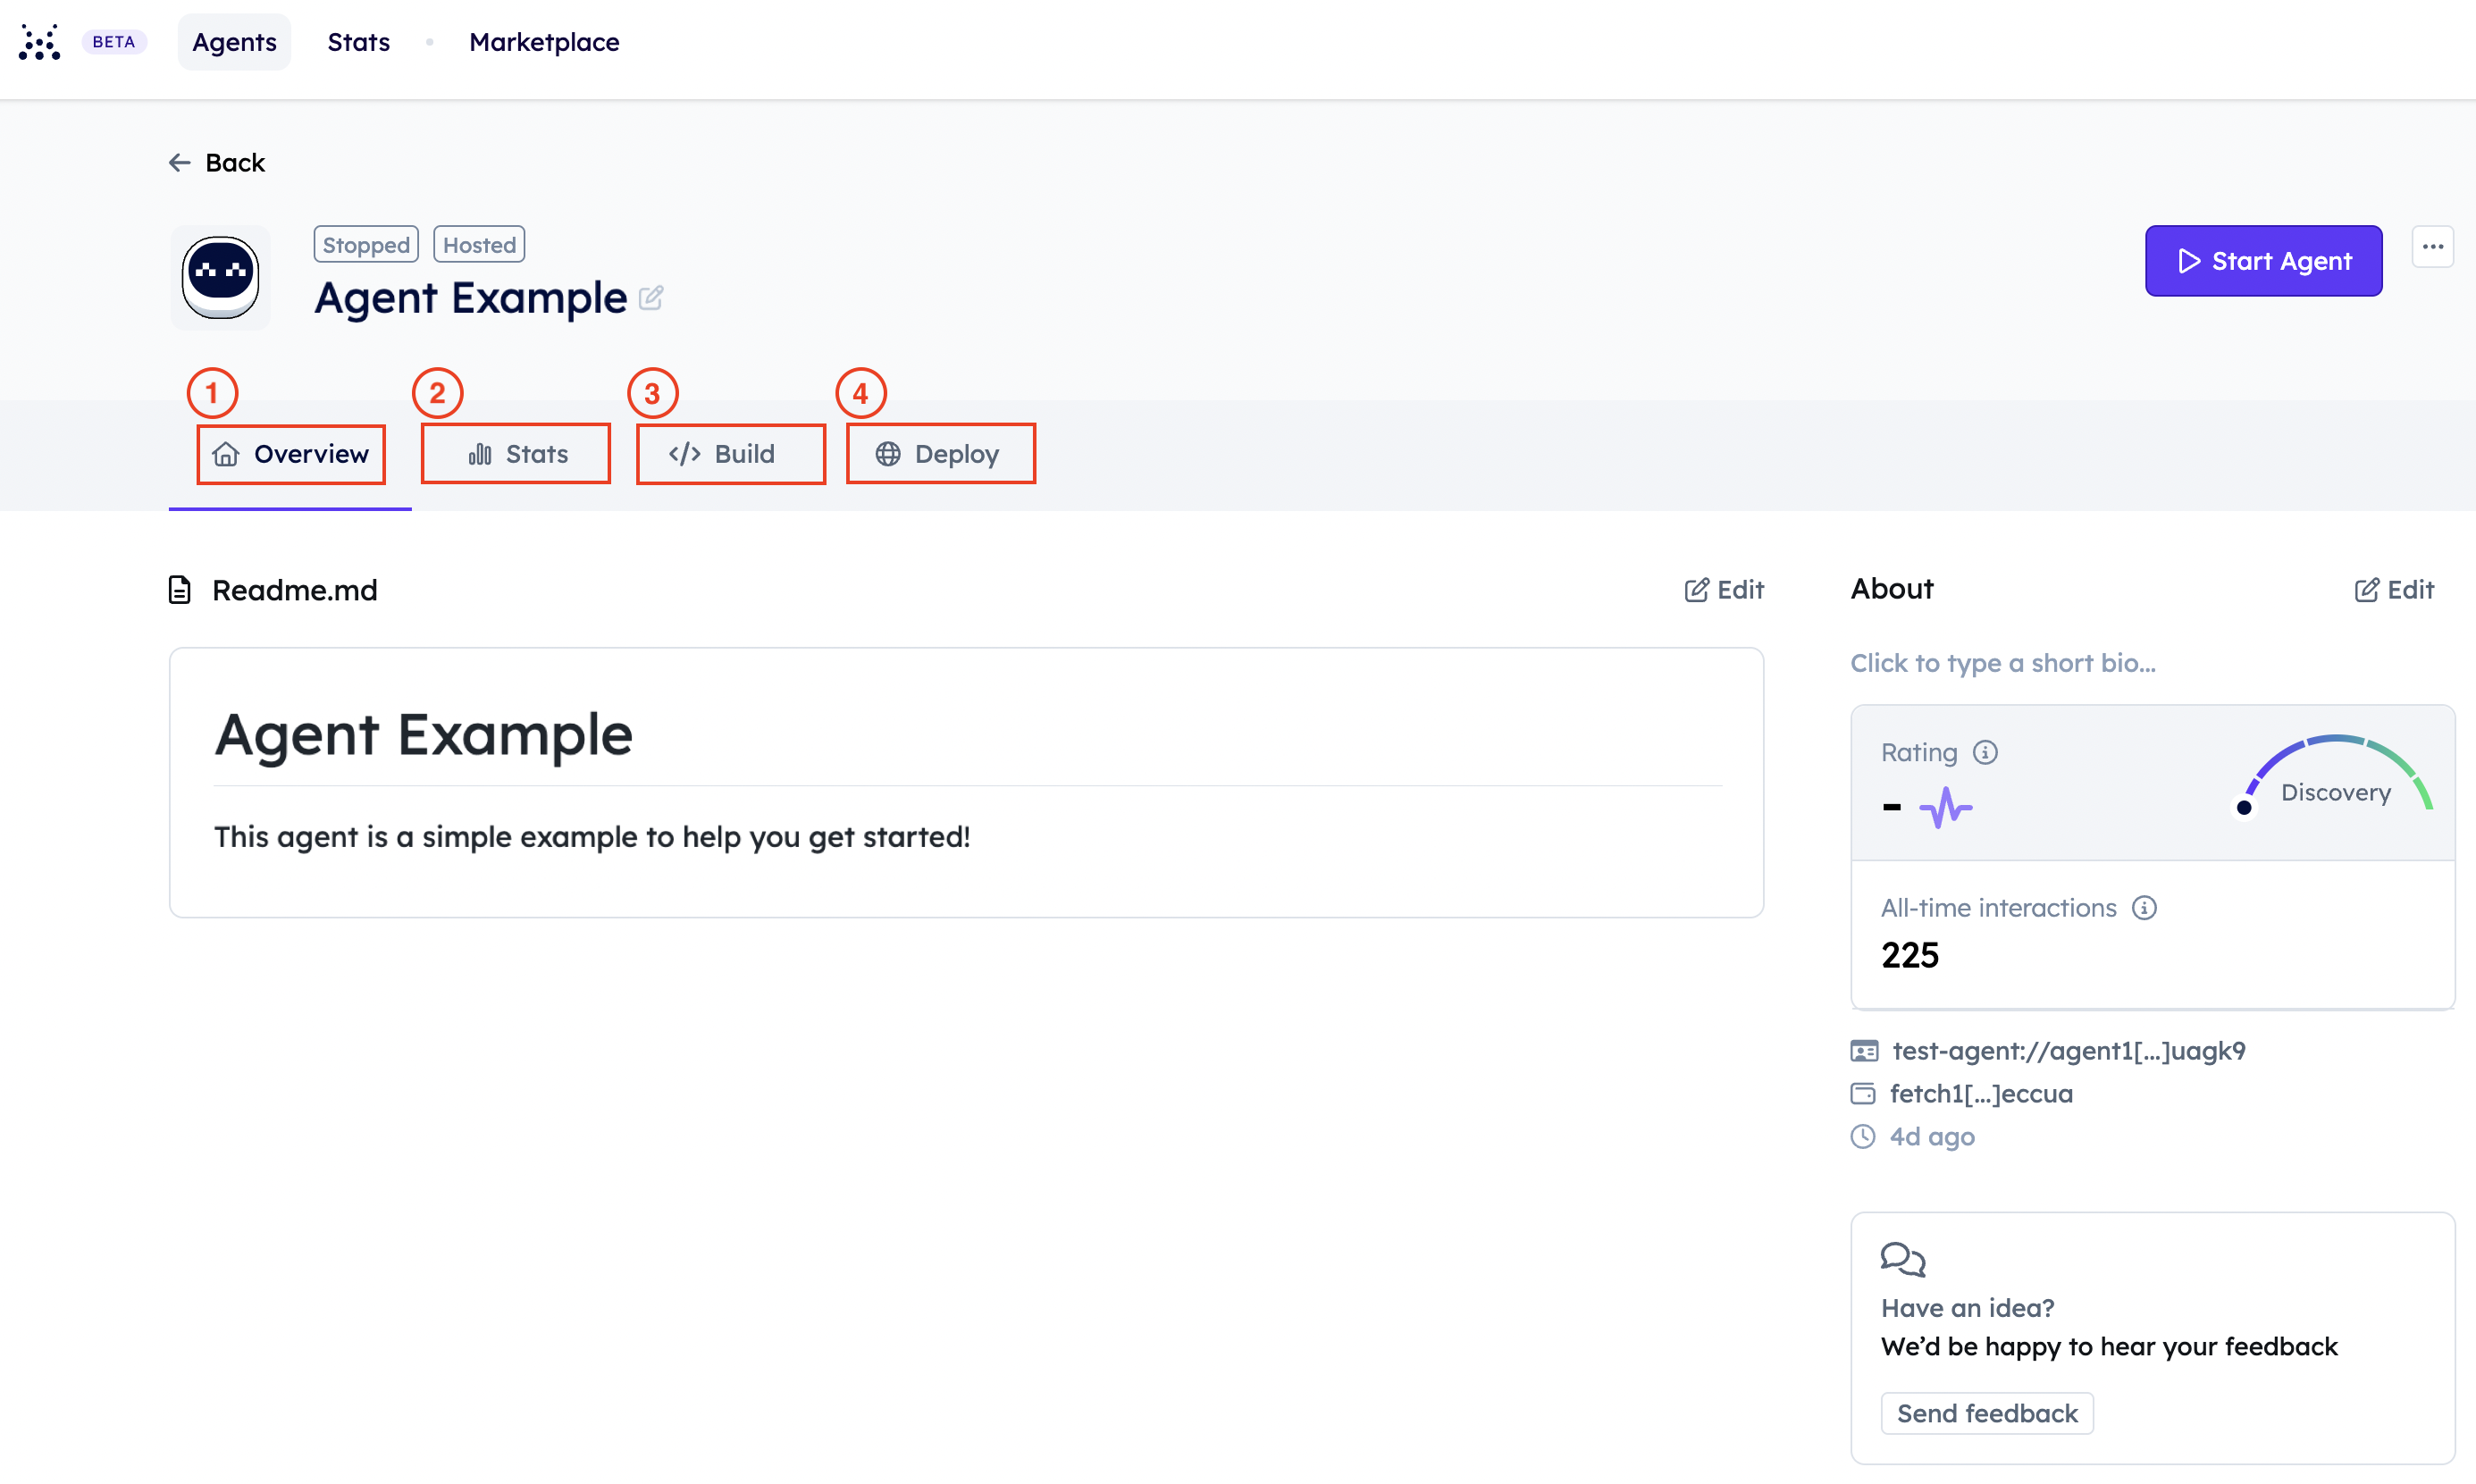 BETA Agents Stats Marketplace
Back
Stopped Hosted
Agent Example
Start Agent
1 2 3 4
Overview Stats </> Build Deploy
Readme.md Edit
Agent Example
This agent is a simple example to help you get started!
About Edit
Click to type a short bio...
Rating
-
Discovery
All-time interactions
225
test-agent://agent1[...]uagk9
fetch1[...]eccua
4d ago
Have an idea?
We’d be happy to hear your feedback
Send feedback